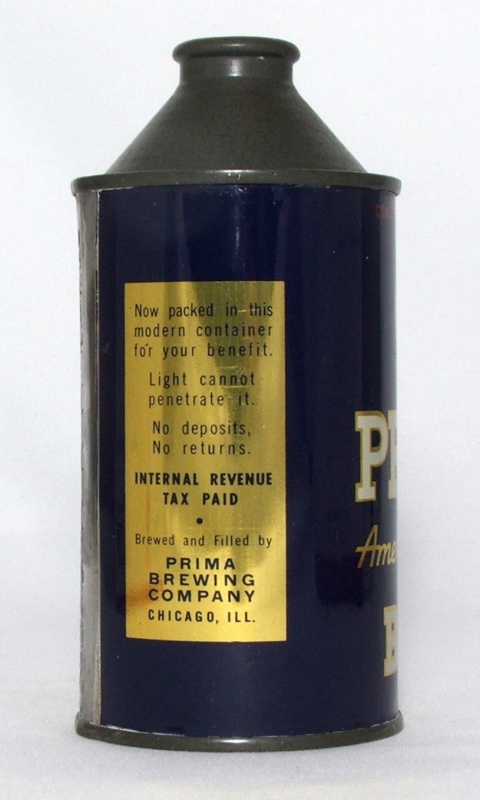 Now packed in this
modern container
for your benefit.
Light cannot
penetrate it.
No deposits,
No returns.
INTERNAL REVENUE
TAX PAID
•
Brewed and Filled by
PRIMA
BREWING
COMPANY
CHICAGO, ILL.